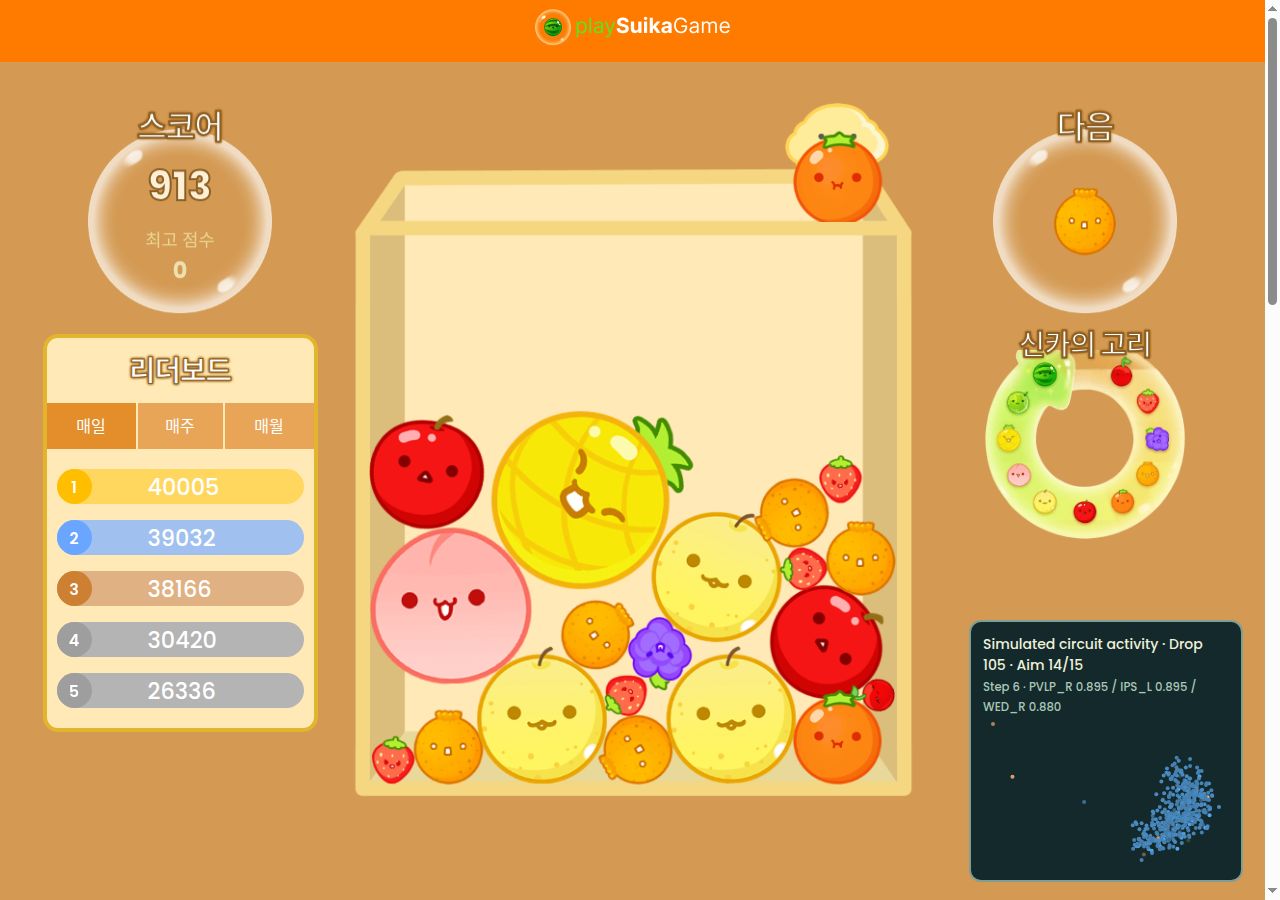 playSuikaGame
스코어
913
최고 점수
0
리더보드
매일
매주
매월
1
40005
2
39032
3
38166
4
30420
5
26336
다음
신카의 고리
Simulated circuit activity · Drop
105 · Aim 14/15
Step 6 · PVLP_R 0.895 / IPS_L 0.895 /
WED_R 0.880